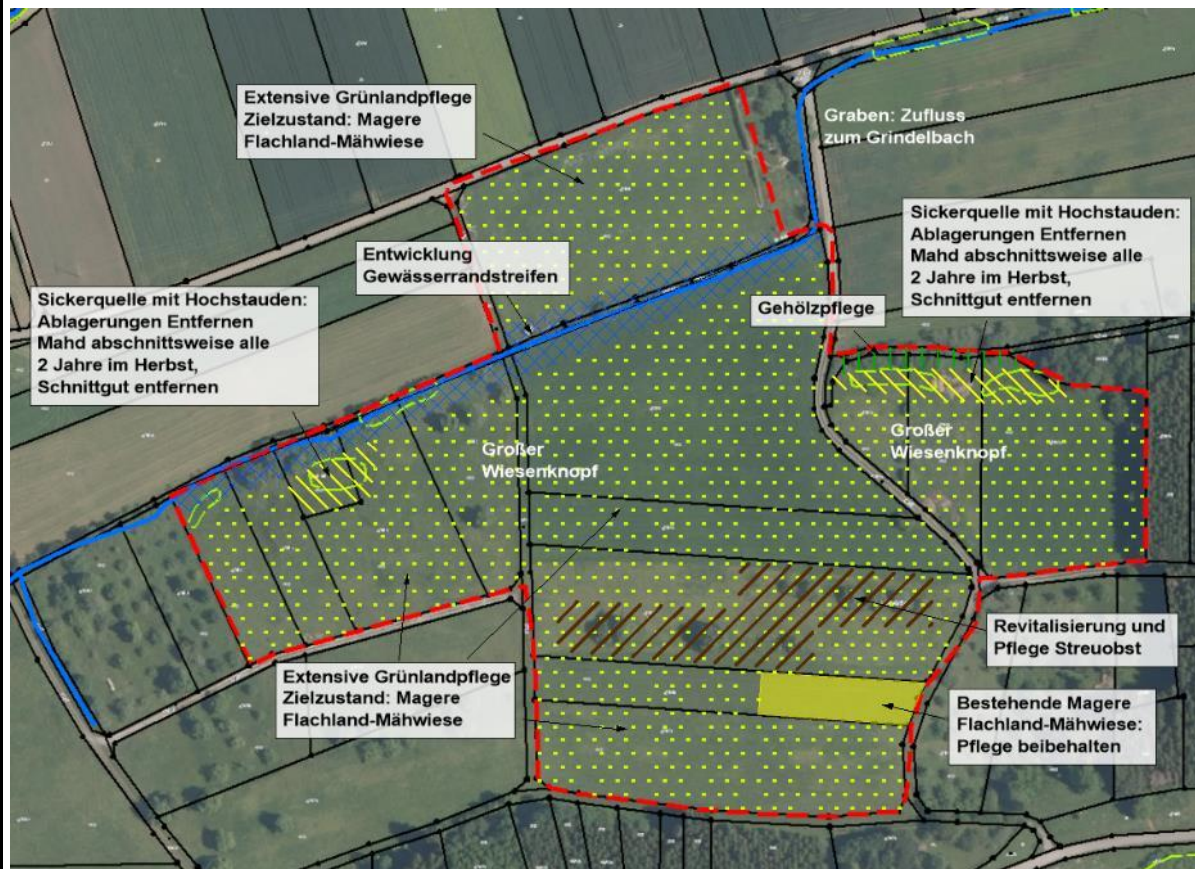 Extensive Grünlandpflege
Zielzustand: Magere
Flachland-Mähwiese
Graben: Zufluss
zum Grindelbach
Sickerquelle mit Hochstauden:
Ablagerungen Entfernen
Mahd abschnittsweise alle
2 Jahre im Herbst,
Schnittgut entfernen
Entwicklung
Gewässerrandstreifen
Sickerquelle mit Hochstauden:
Ablagerungen Entfernen
Mahd abschnittsweise alle
2 Jahre im Herbst,
Schnittgut entfernen
Gehölzpflege
Großer
Wiesenknopf
Großer
Wiesenknopf
Revitalisierung und
Pflege Streuobst
Extensive Grünlandpflege
Zielzustand: Magere
Flachland-Mähwiese
Bestehende Magere
Flachland-Mähwiese:
Pflege beibehalten